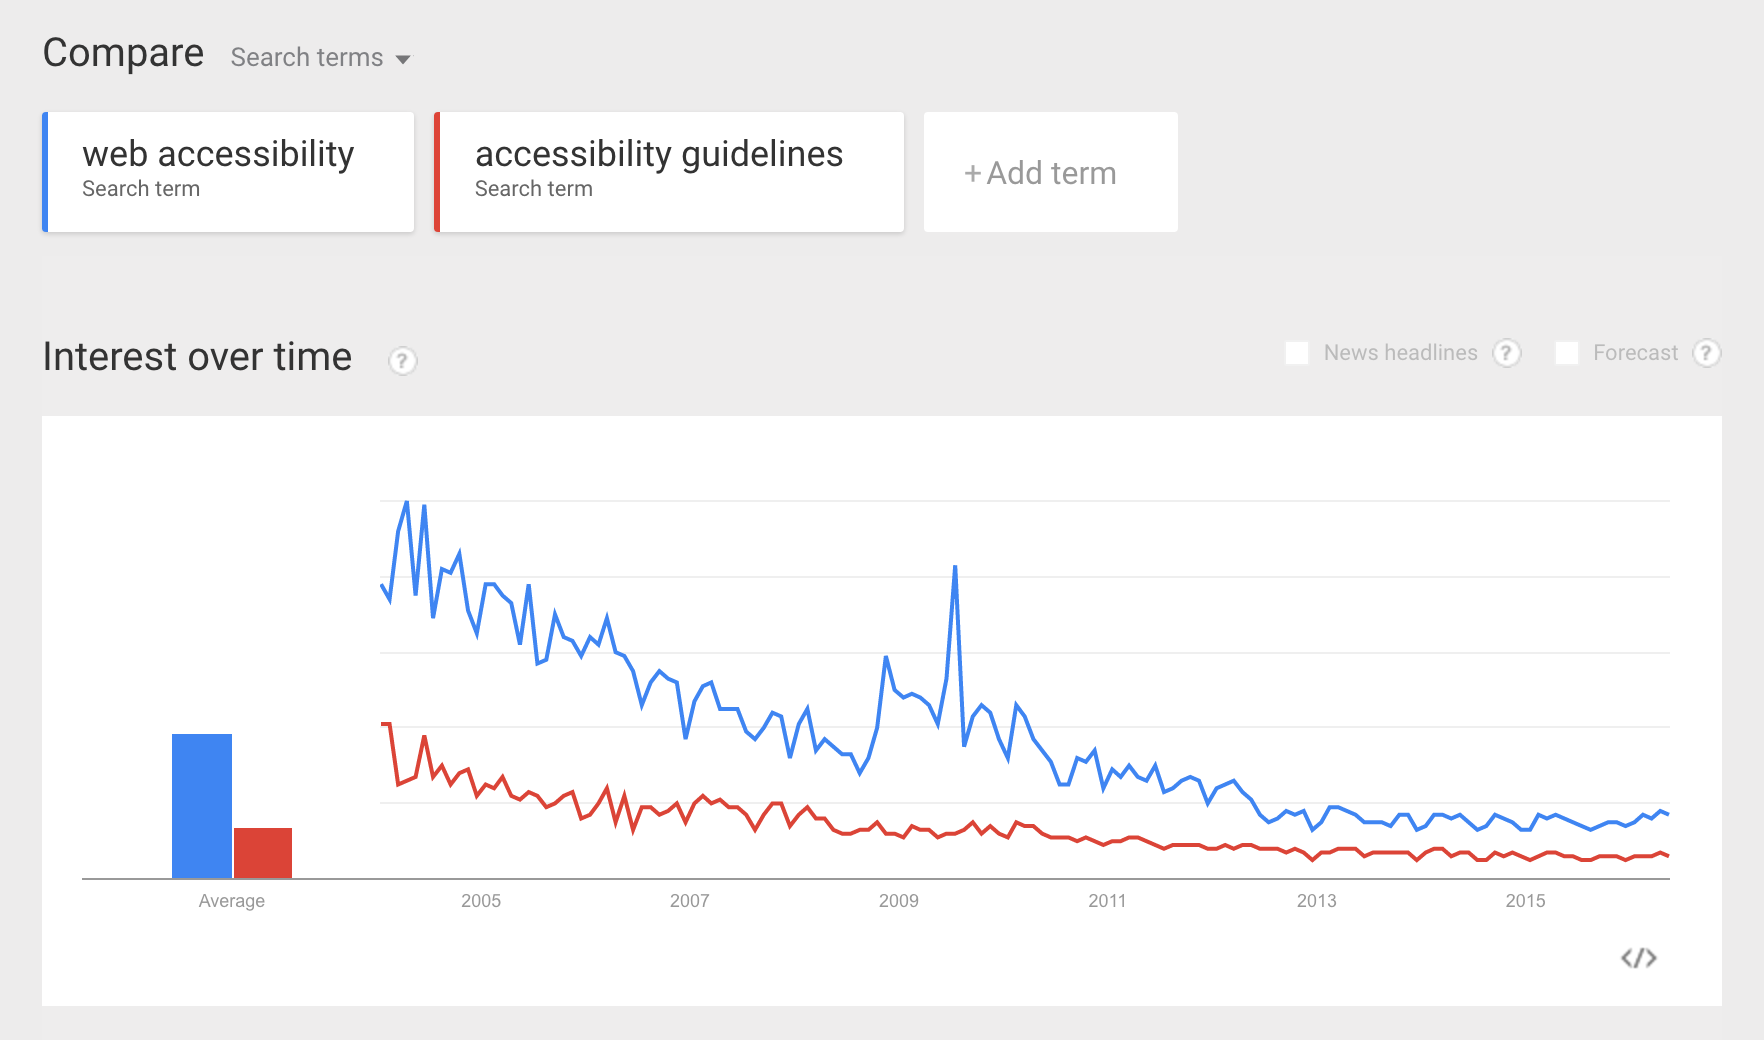 Compare Search terms
web accessibility
Search term
accessibility guidelines
Search term
+ Add term
Interest over time ?
News headlines ? Forecast ?
Average 2005 2007 2009 2011 2013 2015
</>